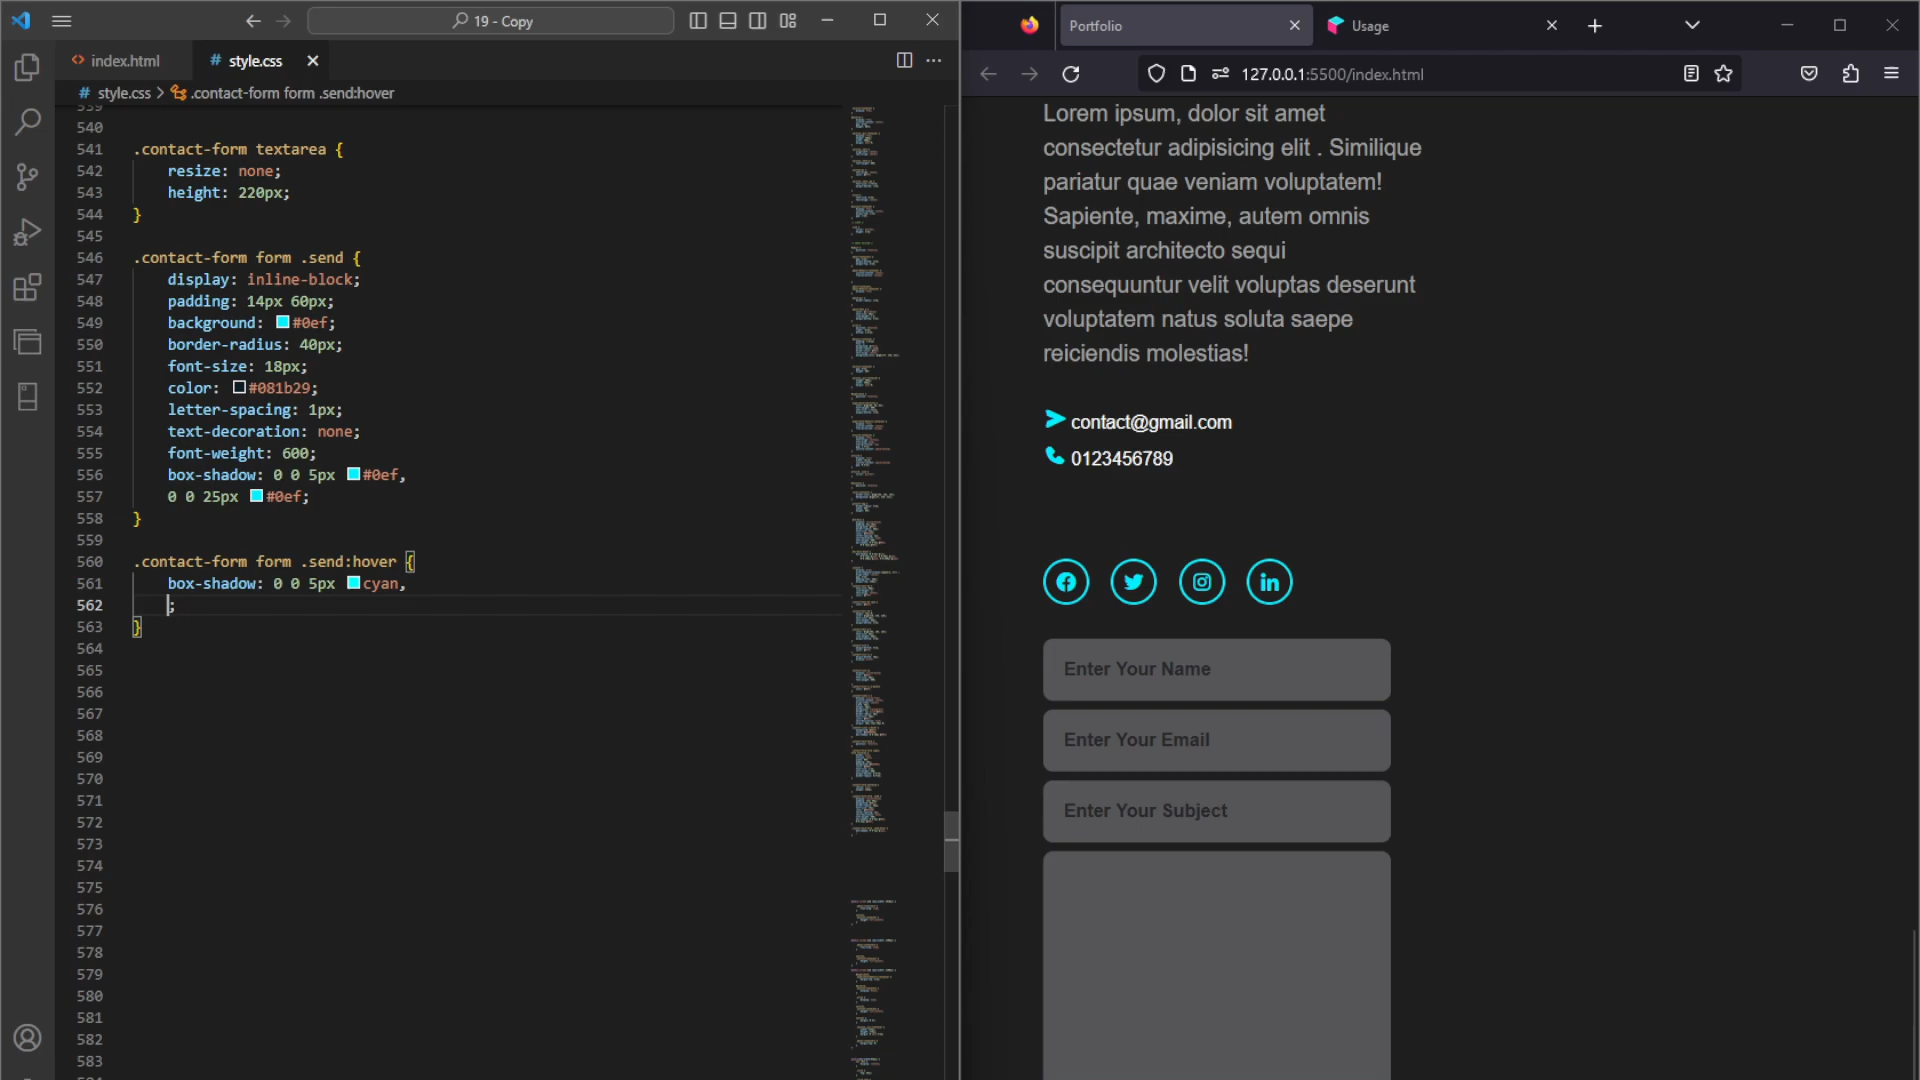 19 - Copy
index.html
# style.css
# style.css > .contact-form form .send:hover
539
540
541 .contact-form textarea {
542 resize: none;
543 height: 220px;
544 }
545
546 .contact-form form .send {
547 display: inline-block;
548 padding: 14px 60px;
549 background: #0ef;
550 border-radius: 40px;
551 font-size: 18px;
552 color: #081b29;
553 letter-spacing: 1px;
554 text-decoration: none;
555 font-weight: 600;
556 box-shadow: 0 0 5px #0ef,
557 0 0 25px #0ef;
558 }
559
560 .contact-form form .send:hover {
561 box-shadow: 0 0 5px cyan,
562 ;
563 }
564
565
566
567
568
569
570
571
572
573
574
575
576
577
578
579
580
581
582
583
Portfolio
Usage
127.0.0.1:5500/index.html
Lorem ipsum, dolor sit amet
consectetur adipisicing elit . Similique
pariatur quae veniam voluptatem!
Sapiente, maxime, autem omnis
suscipit architecto sequi
consequuntur velit voluptas deserunt
voluptatem natus soluta saepe
reiciendis molestias!
contact@gmail.com
0123456789
Enter Your Name
Enter Your Email
Enter Your Subject